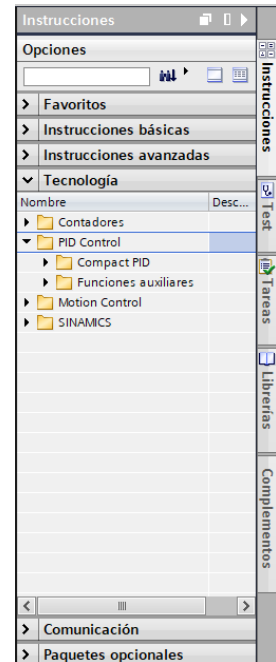 Instrucciones
Opciones
Favoritos
Instrucciones básicas
Instrucciones avanzadas
Tecnología
Nombre Desc...
Contadores
PID Control
Compact PID
Funciones auxiliares
Motion Control
SINAMICS
Comunicación
Paquetes opcionales
Instrucciones
Test
Tareas
Librerías
Complementos